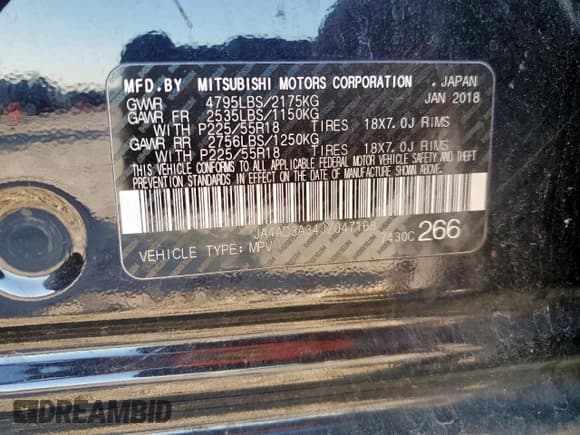 MFD.BY MITSUBISHI MOTORS CORPORATION . JAPAN
GVWR 4795LBS/2175KG JAN 2018
GAWR FR 2535LBS/1150KG
WITH P225/55R18 TIRES 18X7.0J RIMS
GAWR RR 2756LBS/1250KG
WITH P225/55R18 TIRES 18X7.0J RIMS
THIS VEHICLE CONFORMS TO ALL APPLICABLE FEDERAL MOTOR VEHICLE SAFETY AND THEFT
PREVENTION STANDARDS IN EFFECT ON THE DATE OF MANUFACTURE SHOWN ABOVE.
VEHICLE TYPE: MPV 7430C 266
DREAMBID